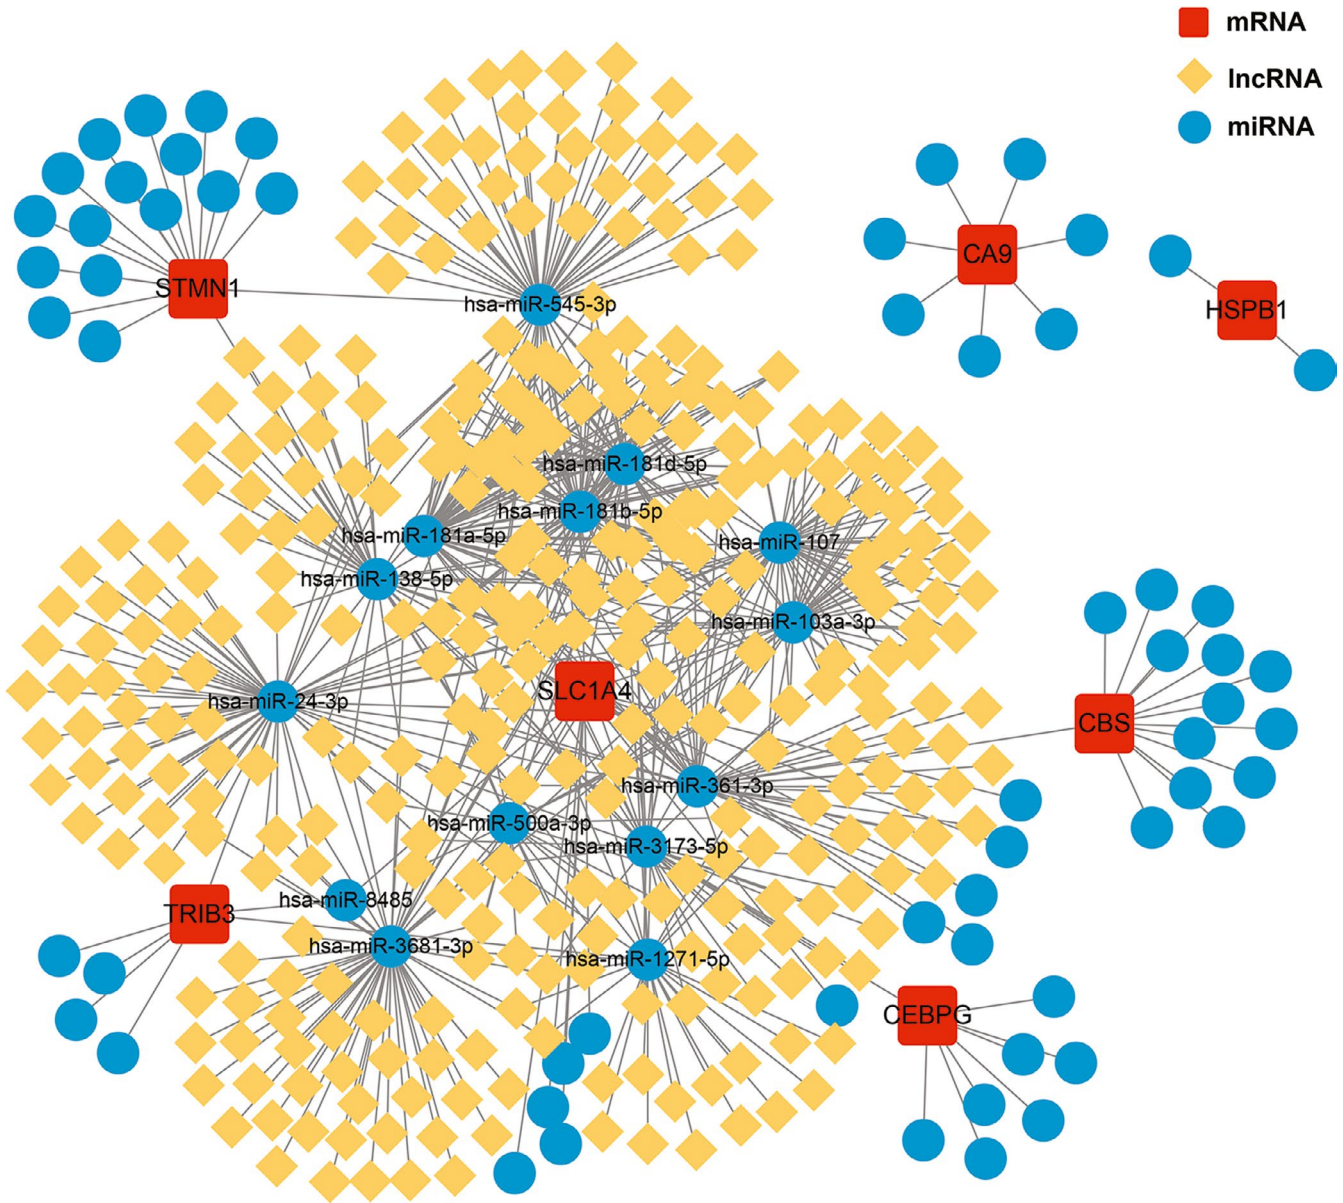 mRNA
lncRNA
miRNA
CA9
STMN1
hsa-miR-545-3p
HSPB1
hsa-miR-181d-5p
hsa-miR-181b-5p
hsa-miR-181a-5p
hsa-miR-107
hsa-miR-138-5p
hsa-miR-103a-3p
SLC1A4
hsa-miR-24-3p
CBS
hsa-miR-361-3p
hsa-miR-500a-3p
hsa-miR-3173-5p
hsa-miR-8485
TRIB3
hsa-miR-3681-3p
hsa-miR-1271-5p
CEBPG